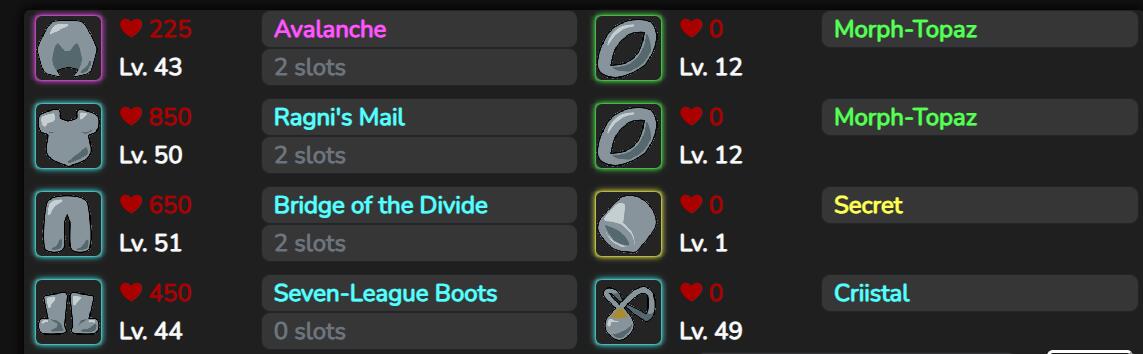 225
Lv. 43
Avalanche
2 slots
0
Lv. 12
Morph-Topaz
850
Lv. 50
Ragni's Mail
2 slots
0
Lv. 12
Morph-Topaz
650
Lv. 51
Bridge of the Divide
2 slots
0
Lv. 1
Secret
450
Lv. 44
Seven-League Boots
0 slots
0
Lv. 49
Criistal